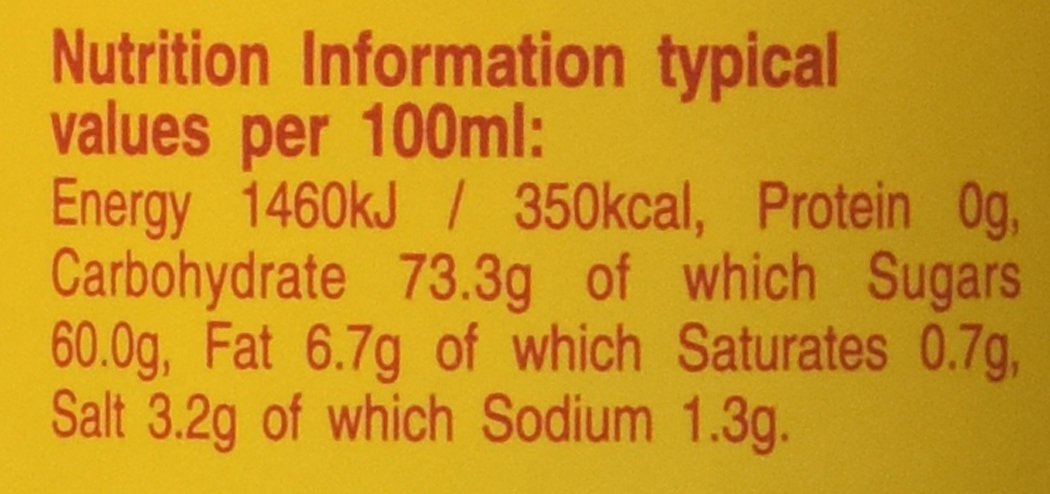 Nutrition Information typical
values per 100ml:
Energy 1460kJ / 350kcal, Protein 0g,
Carbohydrate 73.3g of which Sugars
60.0g, Fat 6.7g of which Saturates 0.7g,
Salt 3.2g of which Sodium 1.3g.